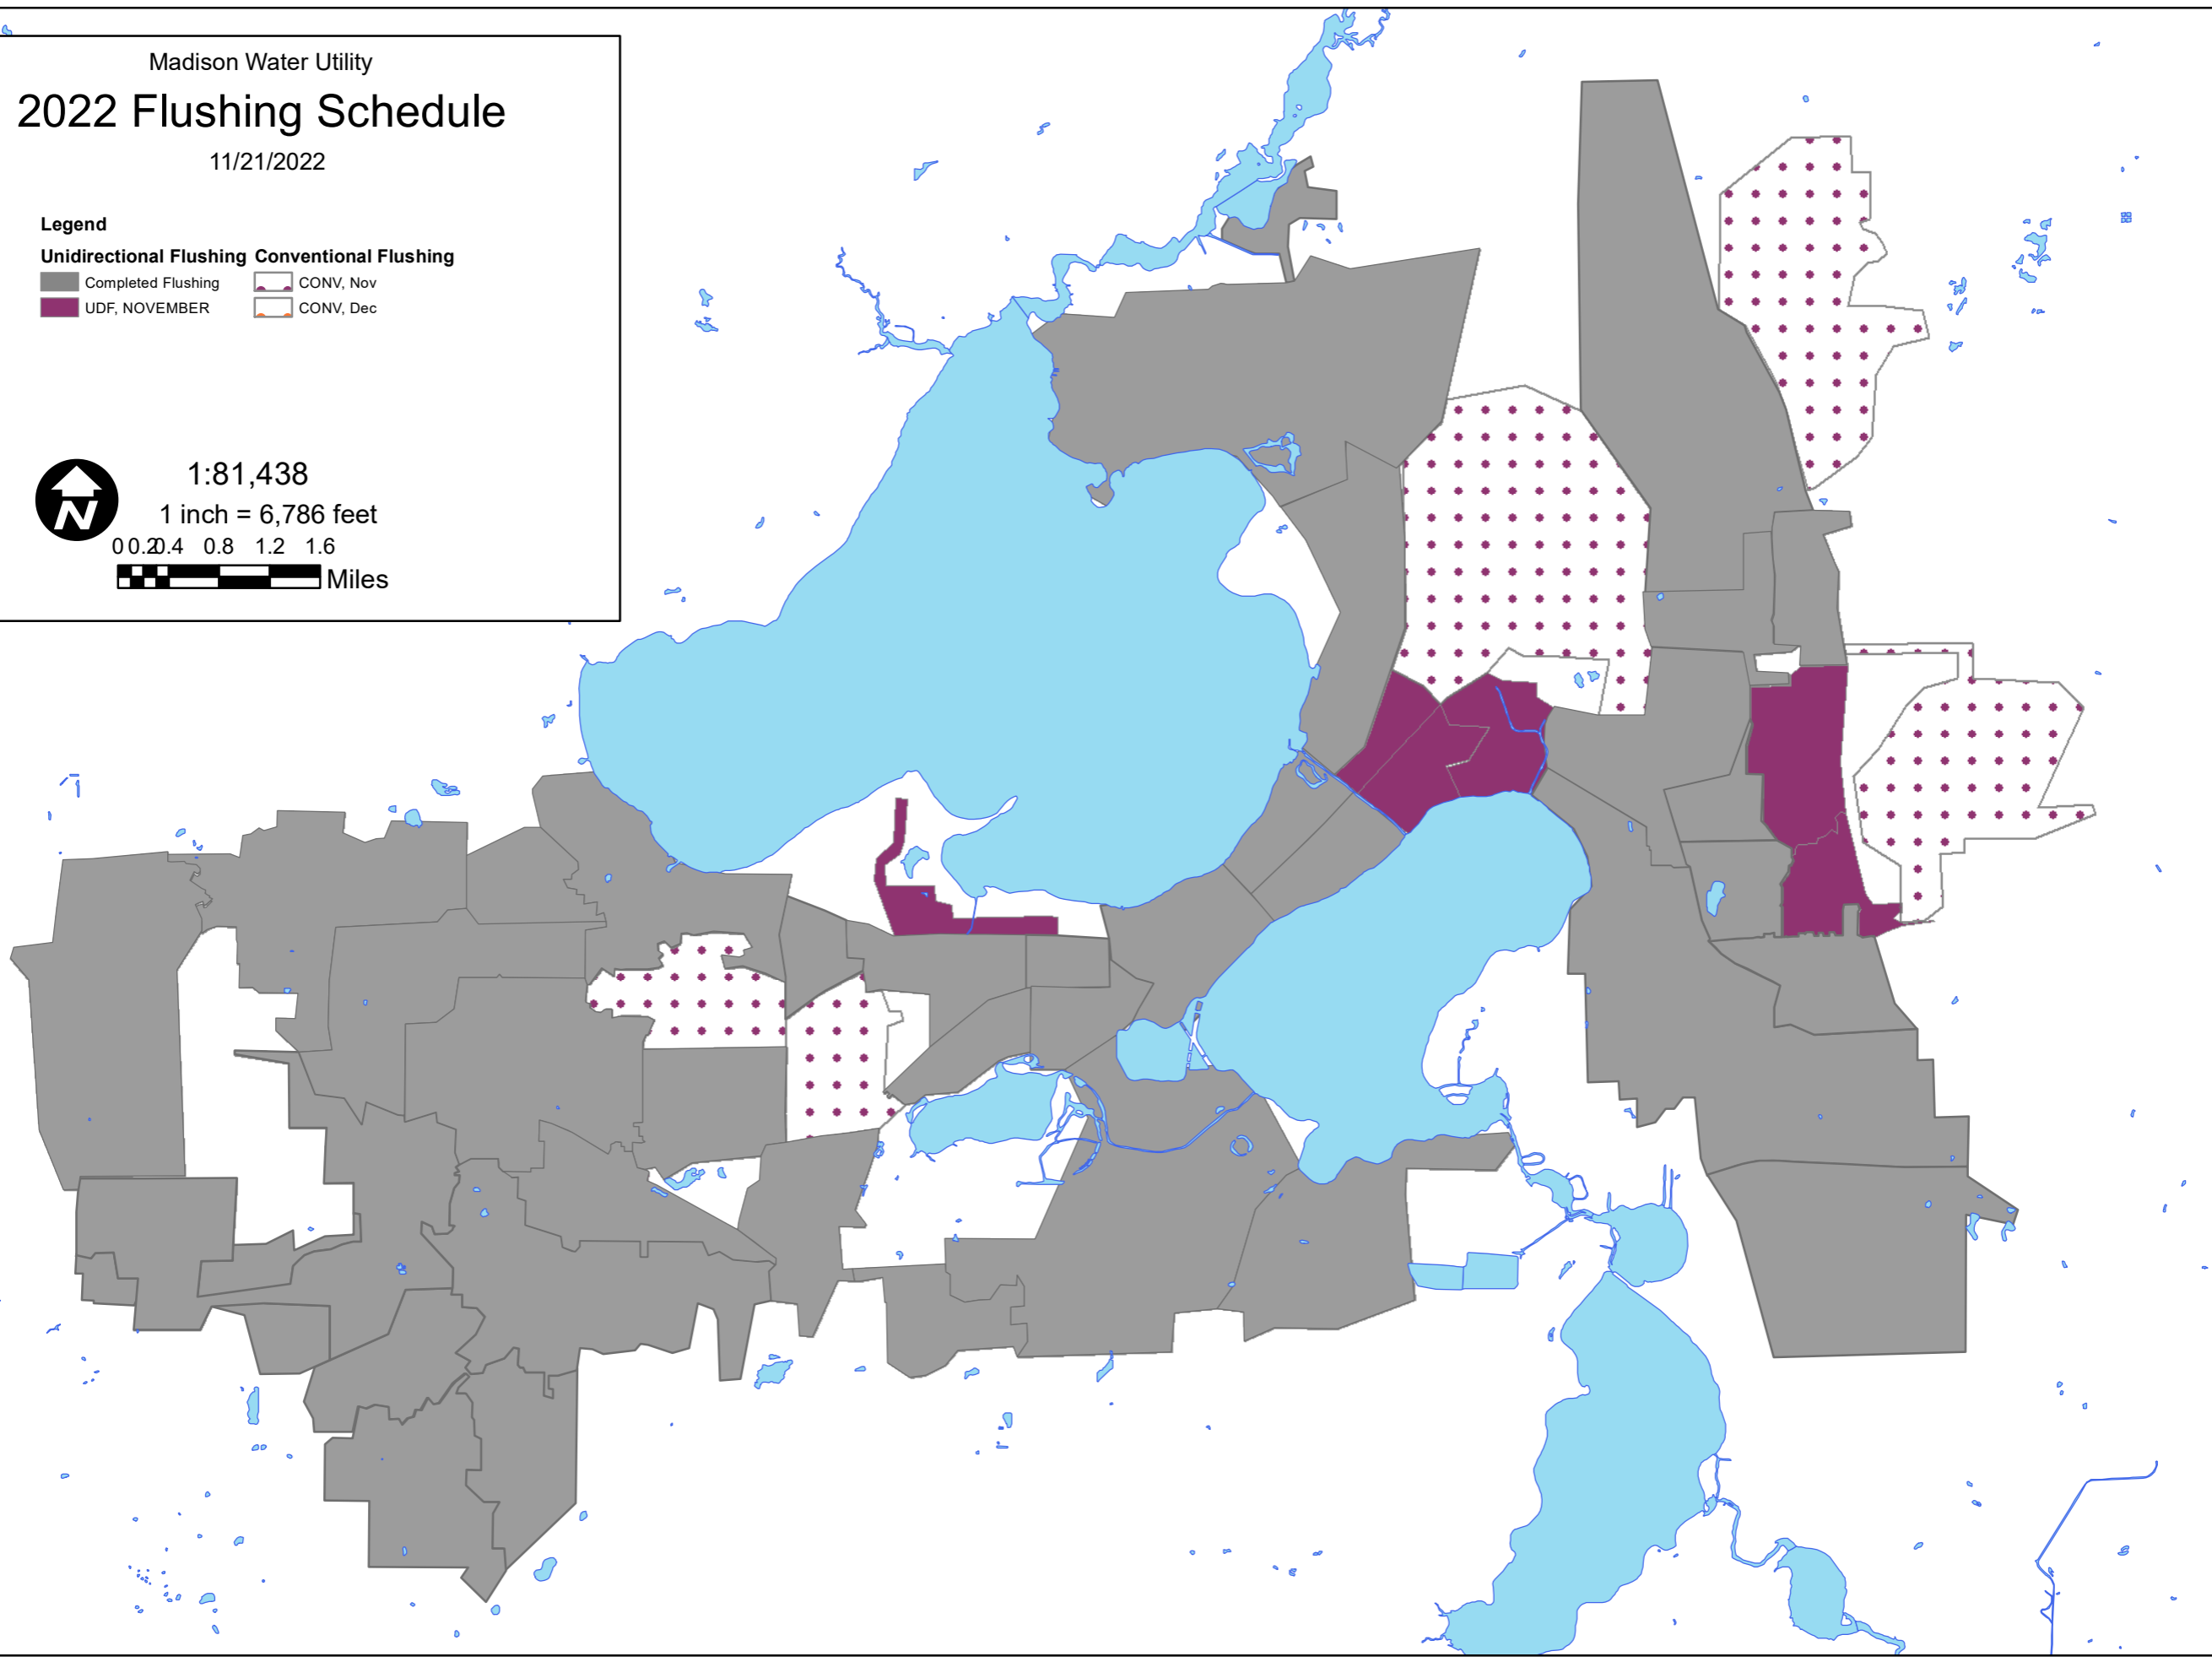 Madison Water Utility
2022 Flushing Schedule
11/21/2022
Legend
Unidirectional Flushing Conventional Flushing
Completed Flushing CONV, Nov
UDF, NOVEMBER CONV, Dec
N
1:81,438
1 inch = 6,786 feet
0 0.2 0.4 0.8 1.2 1.6
Miles